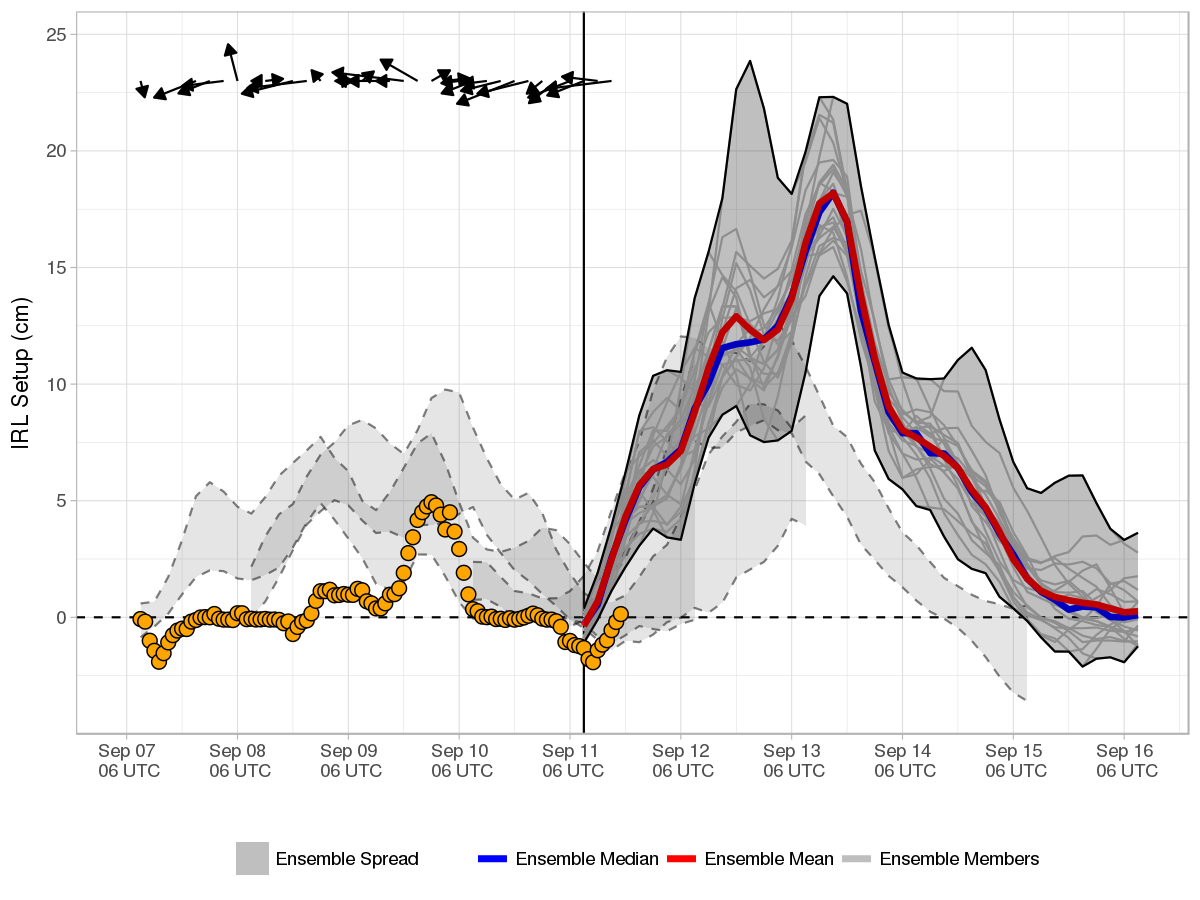 25
20
15
10
5
0
IRL Setup (cm)
Sep 07 Sep 08 Sep 09 Sep 10 Sep 11 Sep 12 Sep 13 Sep 14 Sep 15 Sep 16
06 UTC 06 UTC 06 UTC 06 UTC 06 UTC 06 UTC 06 UTC 06 UTC 06 UTC 06 UTC
Ensemble Spread Ensemble Median Ensemble Mean Ensemble Members